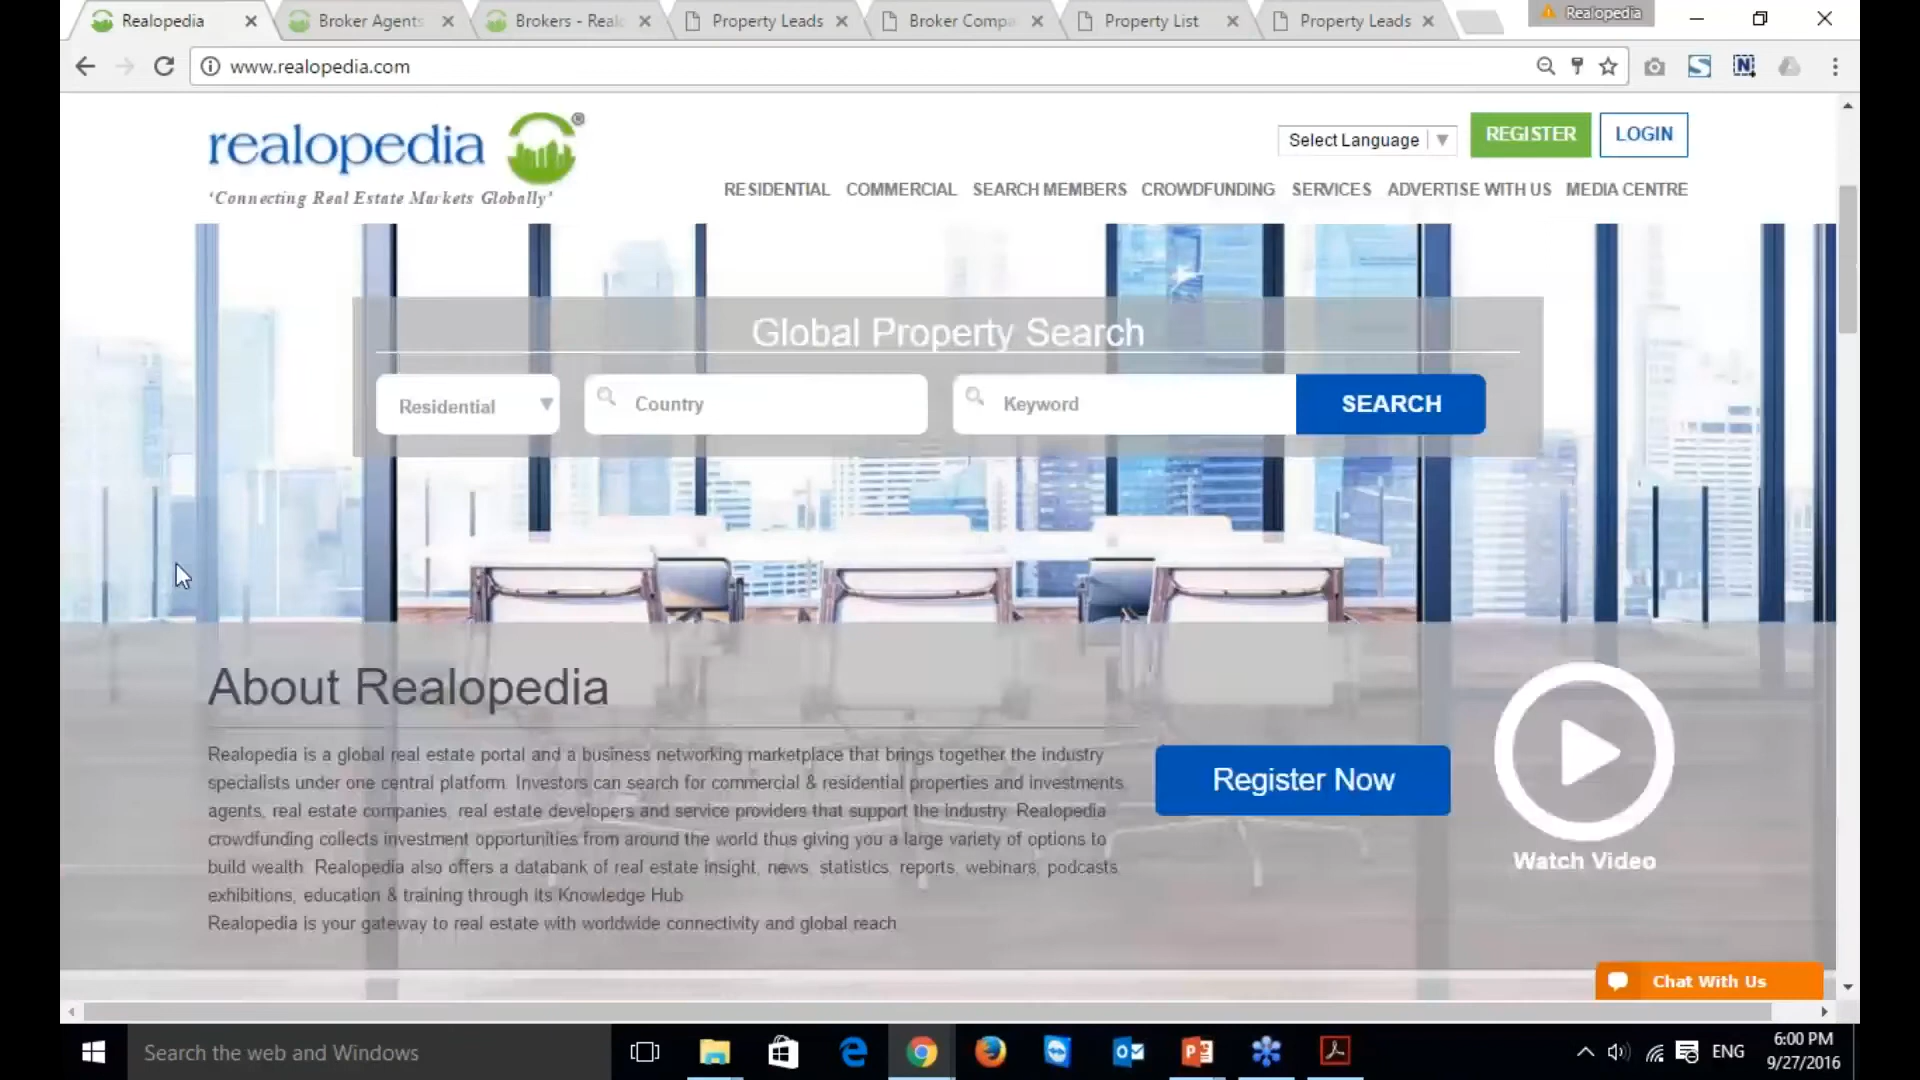 Realopedia
Broker Agents
Brokers - Real
Property Leads
Broker Compa
Property List
Property Leads
Realopedia
www.realopedia.com
realopedia®
'Connecting Real Estate Markets Globally'
Select Language
REGISTER
LOGIN
RESIDENTIAL COMMERCIAL SEARCH MEMBERS CROWDFUNDING SERVICES ADVERTISE WITH US MEDIA CENTRE
Global Property Search
Residential
Country
Keyword
SEARCH
About Realopedia
Realopedia is a global real estate portal and a business networking marketplace that brings together the industry
specialists under one central platform. Investors can search for commercial & residential properties and investments
agents, real estate companies, real estate developers and service providers that support the industry. Realopedia
crowdfunding collects investment opportunities from around the world thus giving you a large variety of options to
build wealth. Realopedia also offers a databank of real estate insight, news, statistics, reports, webinars, podcasts
exhibitions, education & training through its Knowledge Hub
Realopedia is your gateway to real estate with worldwide connectivity and global reach
Register Now
Watch Video
Chat With Us
Search the web and Windows
ENG
6:00 PM
9/27/2016